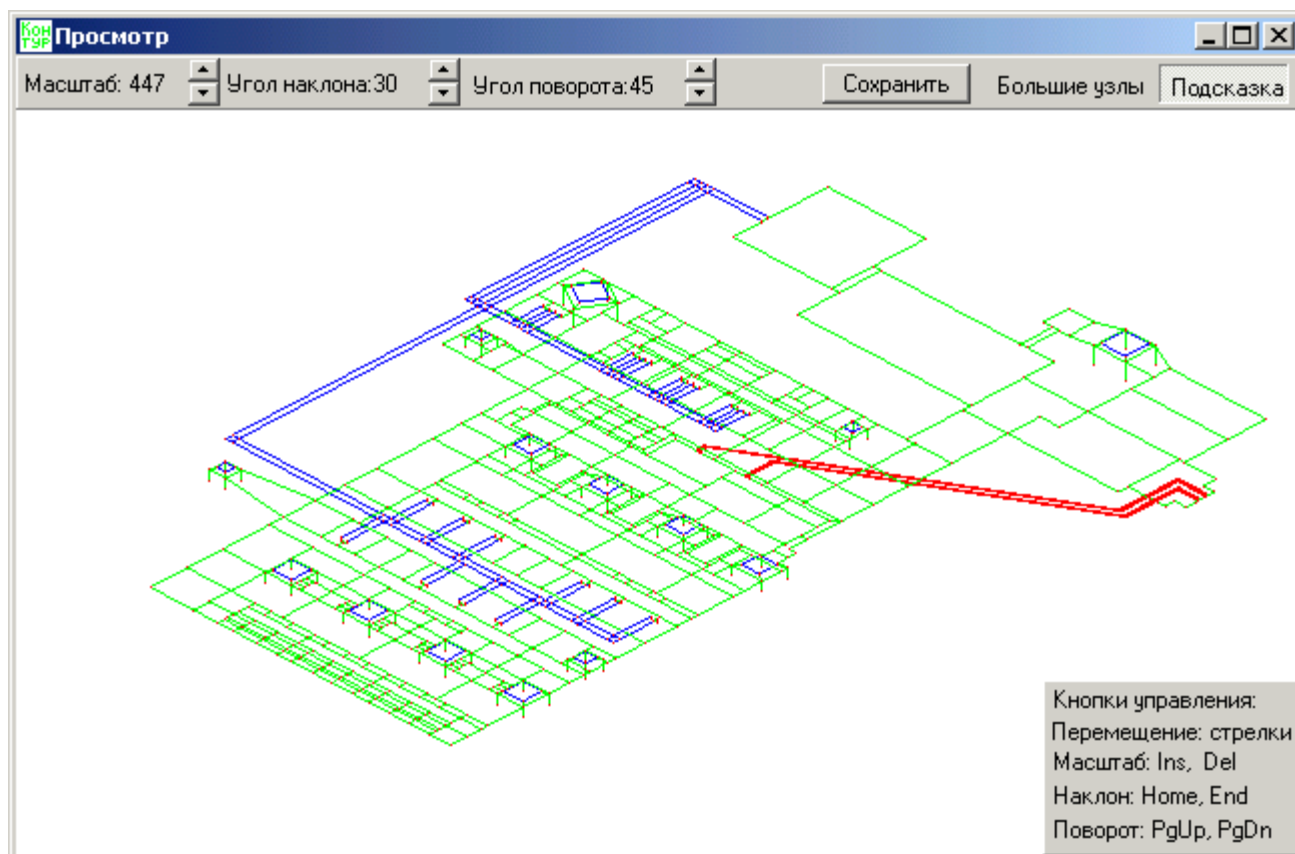 Кон
тур
Просмотр
Масштаб: 447 Угол наклона:30 Угол поворота:45 Сохранить Большие узлы Подсказка
Кнопки управления:
Перемещение: стрелки
Масштаб: Ins, Del
Наклон: Home, End
Поворот: PgUp, PgDn